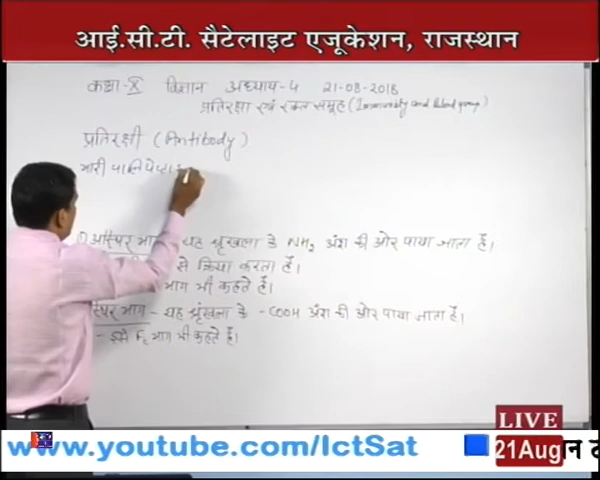 आई.सी.टी. सैटेलाइट एजूकेशन, राजस्थान
कक्षा-X विज्ञान अध्याय-4 21-08-2018
प्रतिरक्षा एवं रक्त समूह (Immunity and Blood group)
प्रतिरक्षी (Antibody)
भारी
① अस्थिर भाग यह श्रृंखला के NH2 अंश की ओर पाया जाता है।
से क्रिया करता है।
भाग भी कहते हैं।
स्थिर भाग - यह श्रृंखला के - COOH अंश की ओर पाया जाता है।
- इसे Fc भाग भी कहते हैं।
LIVE
www.youtube.com/IctSat
21Aug